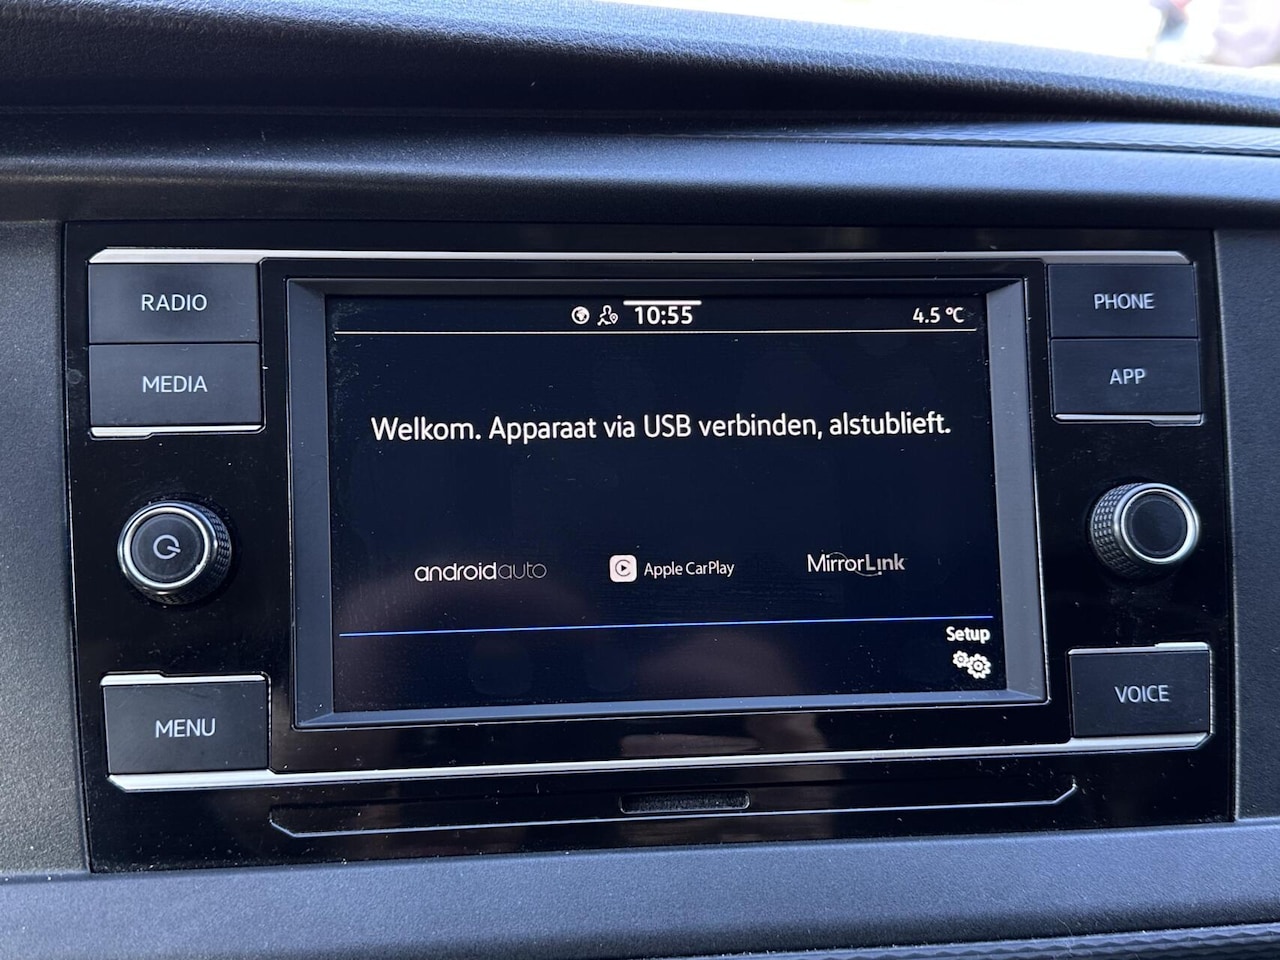 RADIO
MEDIA
MENU
10:55
4.5 °C
Welkom. Apparaat via USB verbinden, alstublieft.
androidauto
Apple CarPlay
MirrorLink
Setup
PHONE
APP
VOICE